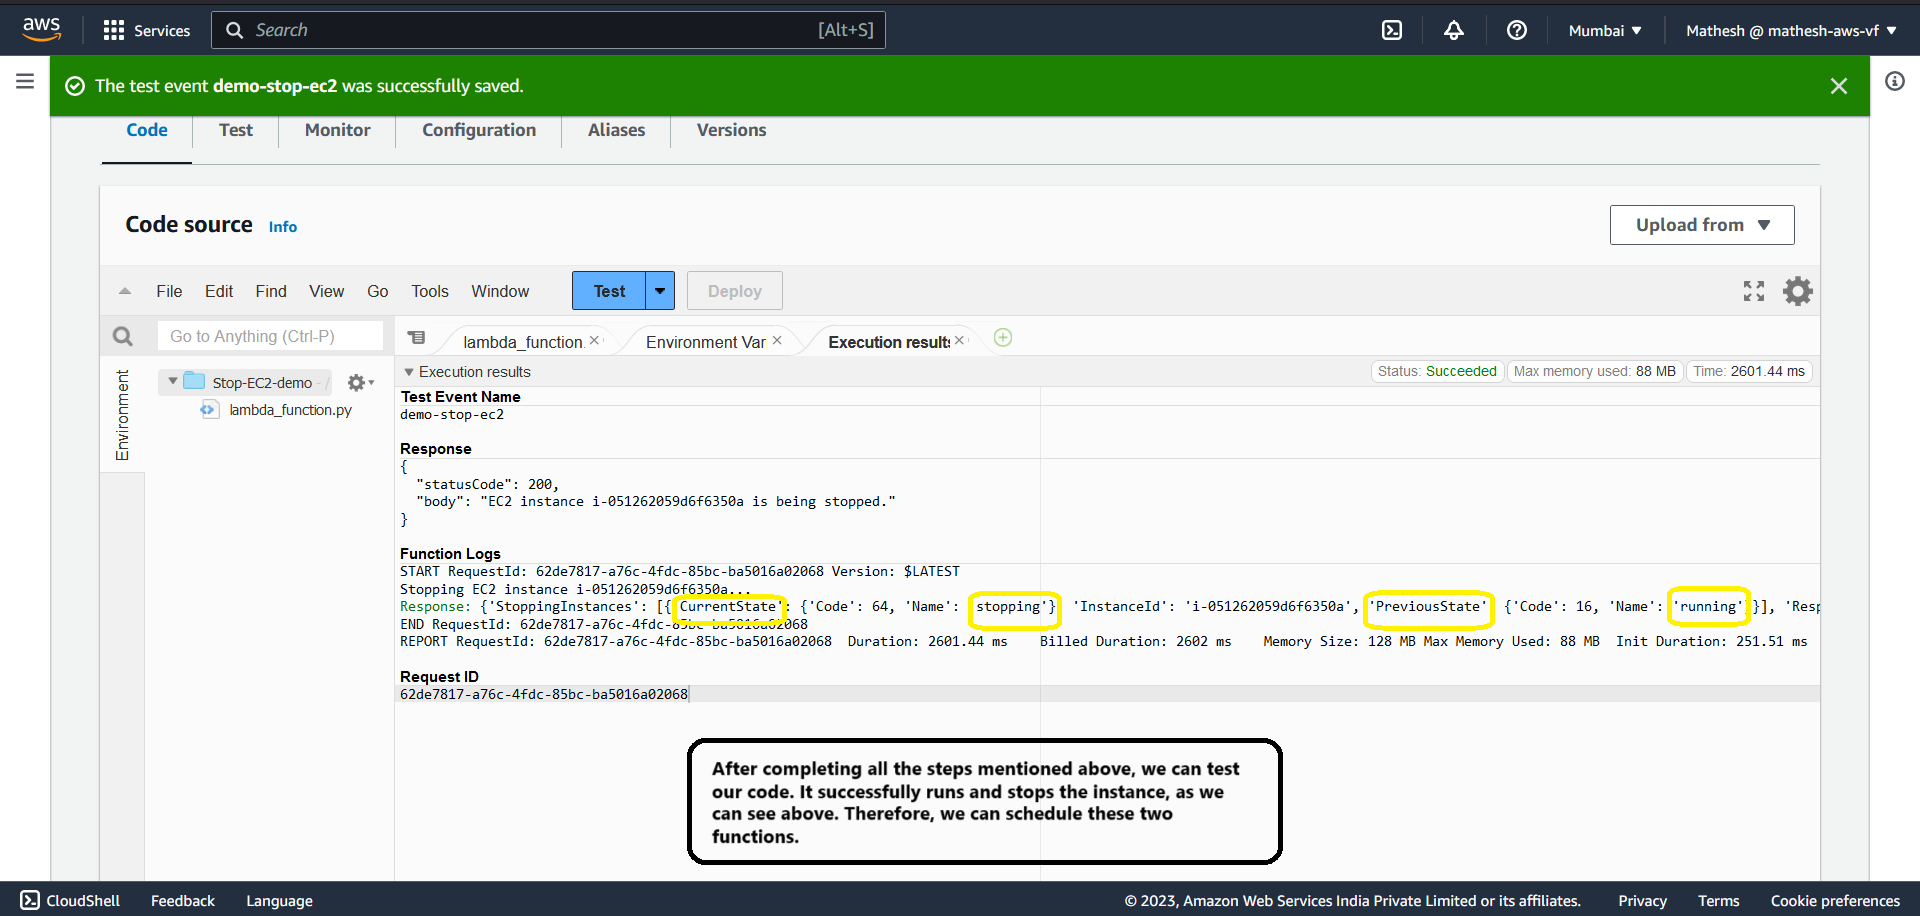 aws
Services
Search
[Alt+S]
Mumbai
Mathesh @ mathesh-aws-vf
The test event demo-stop-ec2 was successfully saved.
Code
Test
Monitor
Configuration
Aliases
Versions
Code source
Info
Upload from
File
Edit
Find
View
Go
Tools
Window
Test
Deploy
Go to Anything (Ctrl-P)
lambda_function.
Environment Var
Execution results
Environment
Stop-EC2-demo - /
lambda_function.py
Execution results
Status: Succeeded
Max memory used: 88 MB
Time: 2601.44 ms
Test Event Name
demo-stop-ec2
Response
{
"statusCode": 200,
"body": "EC2 instance i-051262059d6f6350a is being stopped."
}
Function Logs
START RequestId: 62de7817-a76c-4fdc-85bc-ba5016a02068 Version: $LATEST
Stopping EC2 instance i-051262059d6f6350a...
Response: {'StoppingInstances': [{ CurrentState': {'Code': 64, 'Name': stopping'} 'InstanceId': 'i-051262059d6f6350a', 'PreviousState' {'Code': 16, 'Name': 'running' }], 'Resp
END RequestId: 62de7817-a76c-4fdc-85bc-ba5016a02068
REPORT RequestId: 62de7817-a76c-4fdc-85bc-ba5016a02068 Duration: 2601.44 ms Billed Duration: 2602 ms Memory Size: 128 MB Max Memory Used: 88 MB Init Duration: 251.51 ms
Request ID
62de7817-a76c-4fdc-85bc-ba5016a02068
After completing all the steps mentioned above, we can test
our code. It successfully runs and stops the instance, as we
can see above. Therefore, we can schedule these two
functions.
CloudShell
Feedback
Language
© 2023, Amazon Web Services India Private Limited or its affiliates.
Privacy
Terms
Cookie preferences